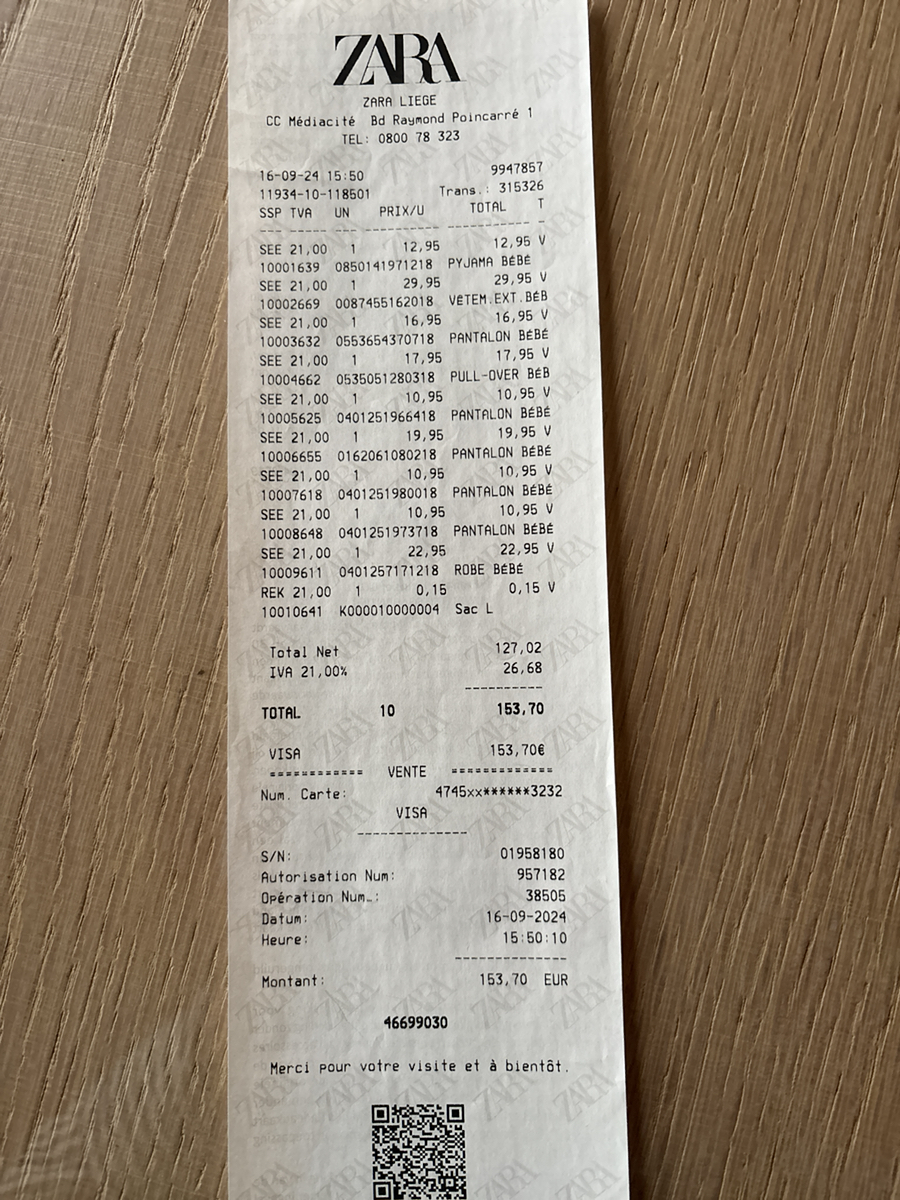 ZARA
ZARA LIEGE
CC Médiacité Bd Raymond Poincarré 1
TEL: 0800 78 323
16-09-24 15:50 9947857
11934-10-118501 Trans.: 315326
SSP TVA UN PRIX/U TOTAL T
--- --- --- ---------- ----------- -
SEE 21,00 1 12,95 12,95 V
10001639 0850141971218 PYJAMA BÉBÉ
SEE 21,00 1 29,95 29,95 V
10002669 0087455162018 VÊTEM.EXT.BÉB
SEE 21,00 1 16,95 16,95 V
10003632 0553654370718 PANTALON BÉBÉ
SEE 21,00 1 17,95 17,95 V
10004662 0535051280318 PULL-OVER BÉB
SEE 21,00 1 10,95 10,95 V
10005625 0401251966418 PANTALON BÉBÉ
SEE 21,00 1 19,95 19,95 V
10006655 0162061080218 PANTALON BÉBÉ
SEE 21,00 1 10,95 10,95 V
10007618 0401251980018 PANTALON BÉBÉ
SEE 21,00 1 10,95 10,95 V
10008648 0401251973718 PANTALON BÉBÉ
SEE 21,00 1 22,95 22,95 V
10009611 0401257171218 ROBE BÉBÉ
REK 21,00 1 0,15 0,15 V
10010641 K000010000004 Sac L
Total Net 127,02
IVA 21,00% 26,68
----------
TOTAL 10 153,70
VISA 153,70€
============ VENTE =============
Num. Carte: 4745xx******3232
VISA
--------------
S/N: 01958180
Autorisation Num: 957182
Opération Num.: 38505
Datum: 16-09-2024
Heure: 15:50:10
--------------
Montant: 153,70 EUR
46699030
Merci pour votre visite et à bientôt.